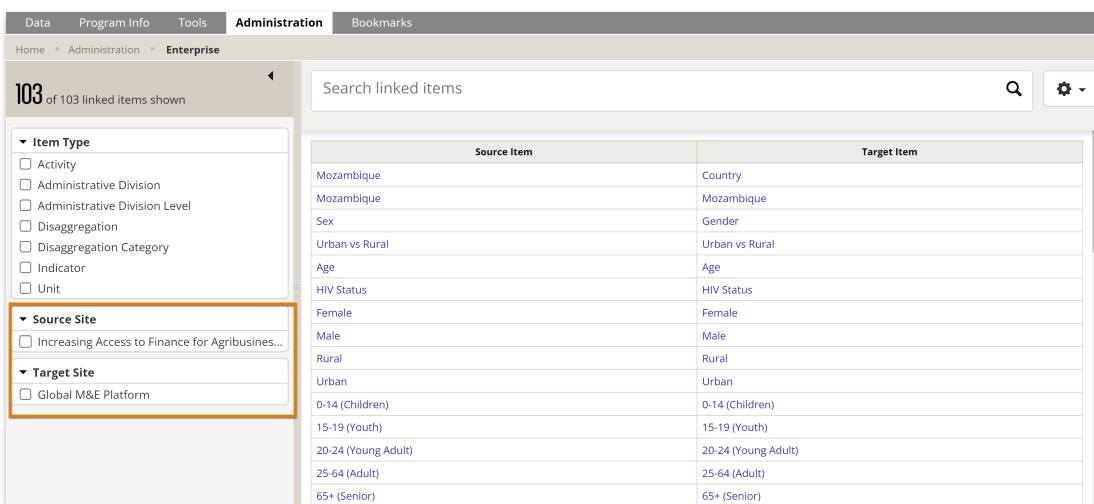 Data Program Info Tools Administration Bookmarks
Home Administration Enterprise
103 of 103 linked items shown
Search linked items
Item Type
Activity
Administrative Division
Administrative Division Level
Disaggregation
Disaggregation Category
Indicator
Unit
Source Site
Increasing Access to Finance for Agribusines...
Target Site
Global M&E Platform
Source Item Target Item
Mozambique Country
Mozambique Mozambique
Sex Gender
Urban vs Rural Urban vs Rural
Age Age
HIV Status HIV Status
Female Female
Male Male
Rural Rural
Urban Urban
0-14 (Children) 0-14 (Children)
15-19 (Youth) 15-19 (Youth)
20-24 (Young Adult) 20-24 (Young Adult)
25-64 (Adult) 25-64 (Adult)
65+ (Senior) 65+ (Senior)